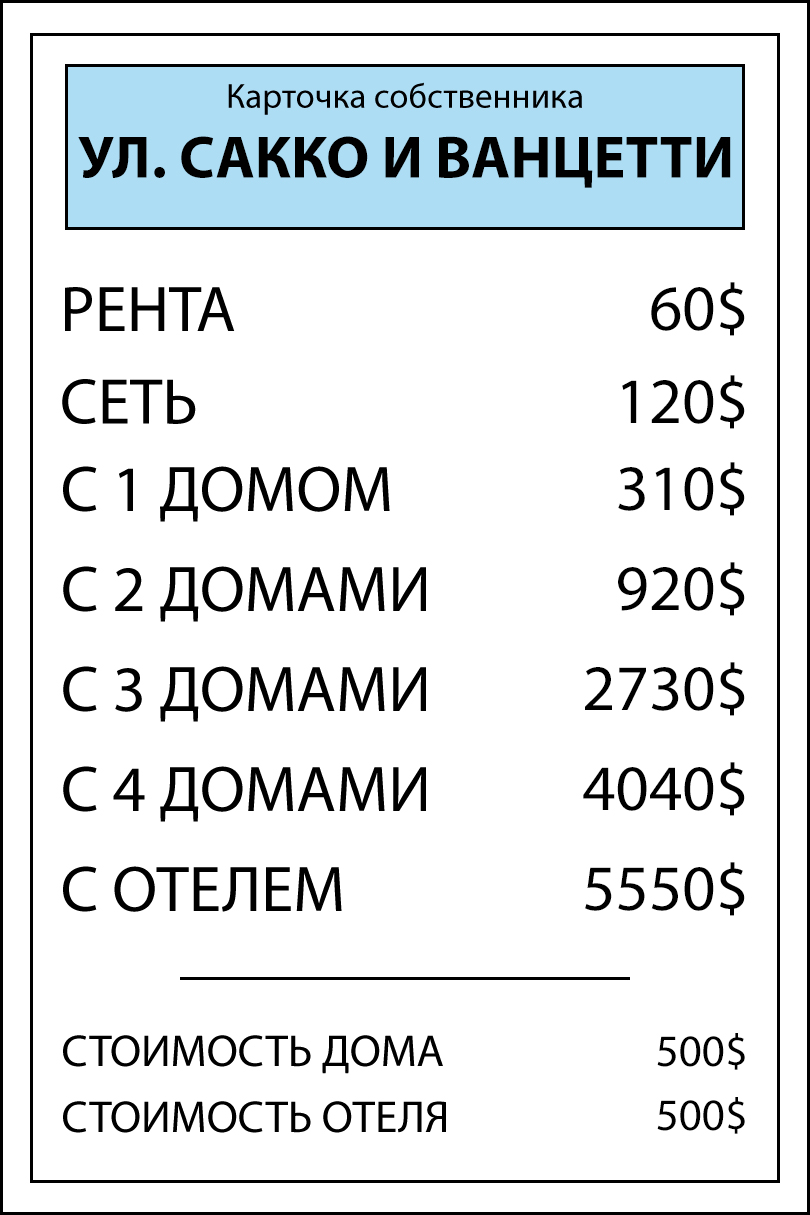 Карточка собственника
УЛ. САККО И ВАНЦЕТТИ
РЕНТА 60$
СЕТЬ 120$
С 1 ДОМОМ 310$
С 2 ДОМАМИ 920$
С 3 ДОМАМИ 2730$
С 4 ДОМАМИ 4040$
С ОТЕЛЕМ 5550$
СТОИМОСТЬ ДОМА 500$
СТОИМОСТЬ ОТЕЛЯ 500$